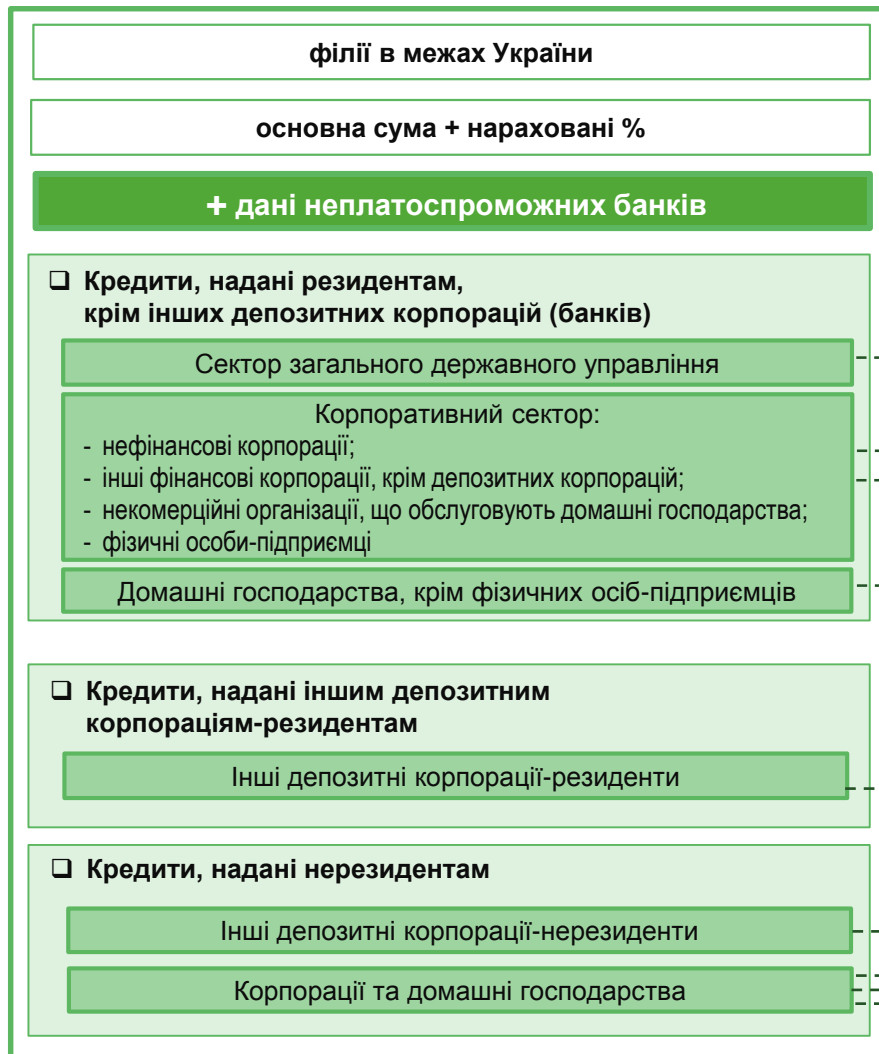 філії в межах України
основна сума + нараховані %
+ дані неплатоспроможних банків
❑ Кредити, надані резидентам,
крім інших депозитних корпорацій (банків)
Сектор загального державного управління
Корпоративний сектор:
- нефінансові корпорації;
- інші фінансові корпорації, крім депозитних корпорацій;
- некомерційні організації, що обслуговують домашні господарства;
- фізичні особи-підприємці
Домашні господарства, крім фізичних осіб-підприємців
❑ Кредити, надані іншим депозитним
корпораціям-резидентам
Інші депозитні корпорації-резиденти
❑ Кредити, надані нерезидентам
Інші депозитні корпорації-нерезиденти
Корпорації та домашні господарства